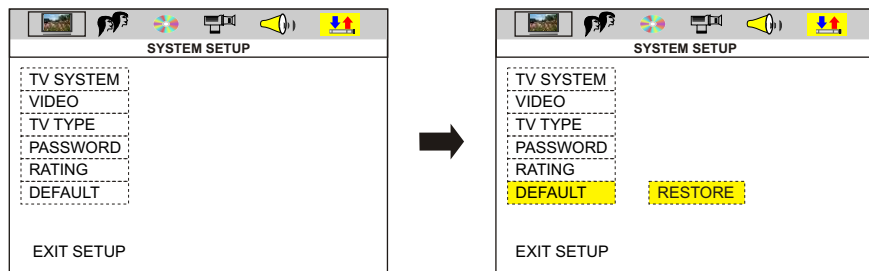 SYSTEM SETUP
TV SYSTEM
VIDEO
TV TYPE
PASSWORD
RATING
DEFAULT
EXIT SETUP
SYSTEM SETUP
TV SYSTEM
VIDEO
TV TYPE
PASSWORD
RATING
DEFAULT RESTORE
EXIT SETUP